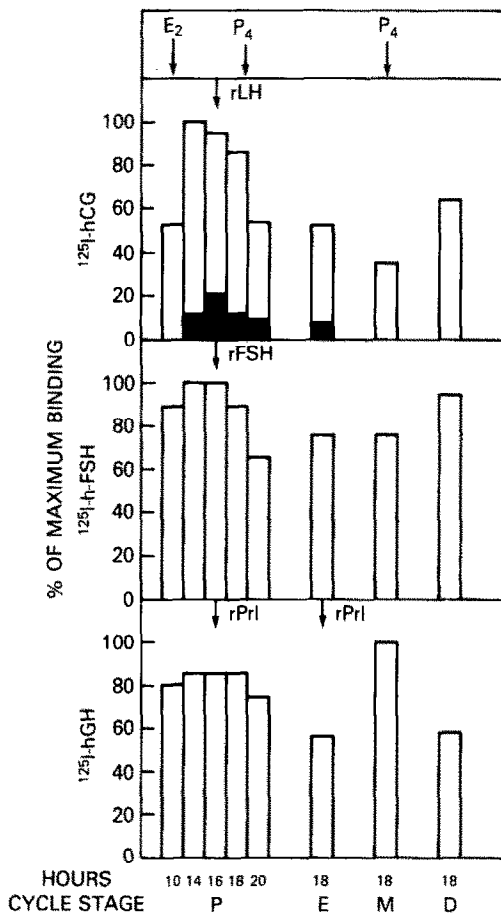 E2 P4 P4
rLH
100
80
60
40
20
0
125I-hCG
rFSH
100
80
60
40
20
0
125I-h-FSH
% OF MAXIMUM BINDING
rPrl rPrl
100
80
60
40
20
0
125I-hGH
HOURS 10 14 16 18 20 18 18 18
CYCLE STAGE P E M D